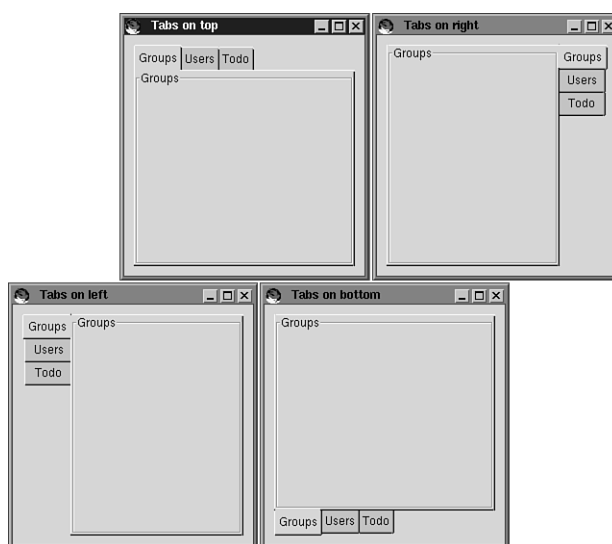 Tabs on top
Groups Users Todo
Groups
Tabs on right
Groups
Groups
Users
Todo
Tabs on left
Groups
Users
Todo
Groups
Tabs on bottom
Groups
Groups Users Todo